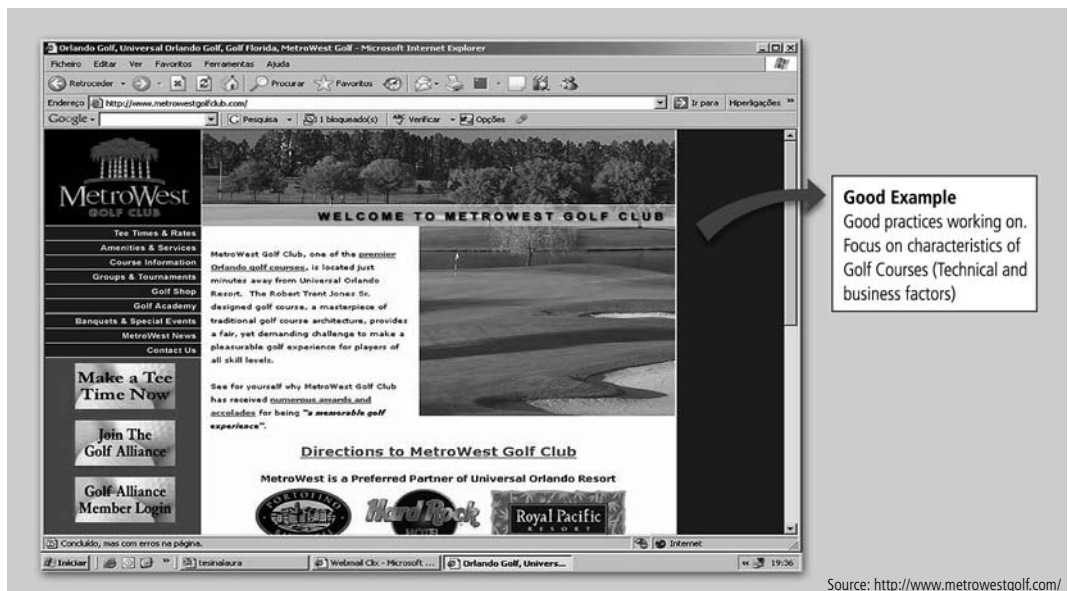 Orlando Golf, Universal Orlando Golf, Golf Florida, MetroWest Golf - Microsoft Internet Explorer
Ficheiro Editar Ver Favoritos Ferramentas Ajuda
Retroceder Procurar Favoritos
Endereço http://www.metrowestgolfclub.com/ Ir para Hiperligações »
Google Pesquisa 1 bloqueado(s) Verificar Opções
MetroWest
GOLF CLUB
WELCOME TO METROWEST GOLF CLUB
Tee Times & Rates
Amenities & Services
Course Information
Groups & Tournaments
Golf Shop
Golf Academy
Banquets & Special Events
MetroWest News
Contact Us
Make a Tee
Time Now
Join The
Golf Alliance
Golf Alliance
Member Login
MetroWest Golf Club, one of the premier
Orlando golf courses, is located just
minutes away from Universal Orlando
Resort. The Robert Trent Jones Sr.
designed golf course, a masterpiece of
traditional golf course architecture, provides
a fair, yet demanding challenge to make a
pleasurable golf experience for players of
all skill levels.
See for yourself why MetroWest Golf Club
has received numerous awards and
accolades for being "a memorable golf
experience".
Directions to MetroWest Golf Club
MetroWest is a Preferred Partner of Universal Orlando Resort
PORTOFINO
Hard Rock
HOTEL
Royal Pacific
RESORT
Concluído, mas com erros na página. Internet
Iniciar » tesinalaura Webmail Clix - Microsoft ... Orlando Golf, Univers... « 19:36
Good Example
Good practices working on.
Focus on characteristics of
Golf Courses (Technical and
business factors)
Source: http://www.metrowestgolf.com/